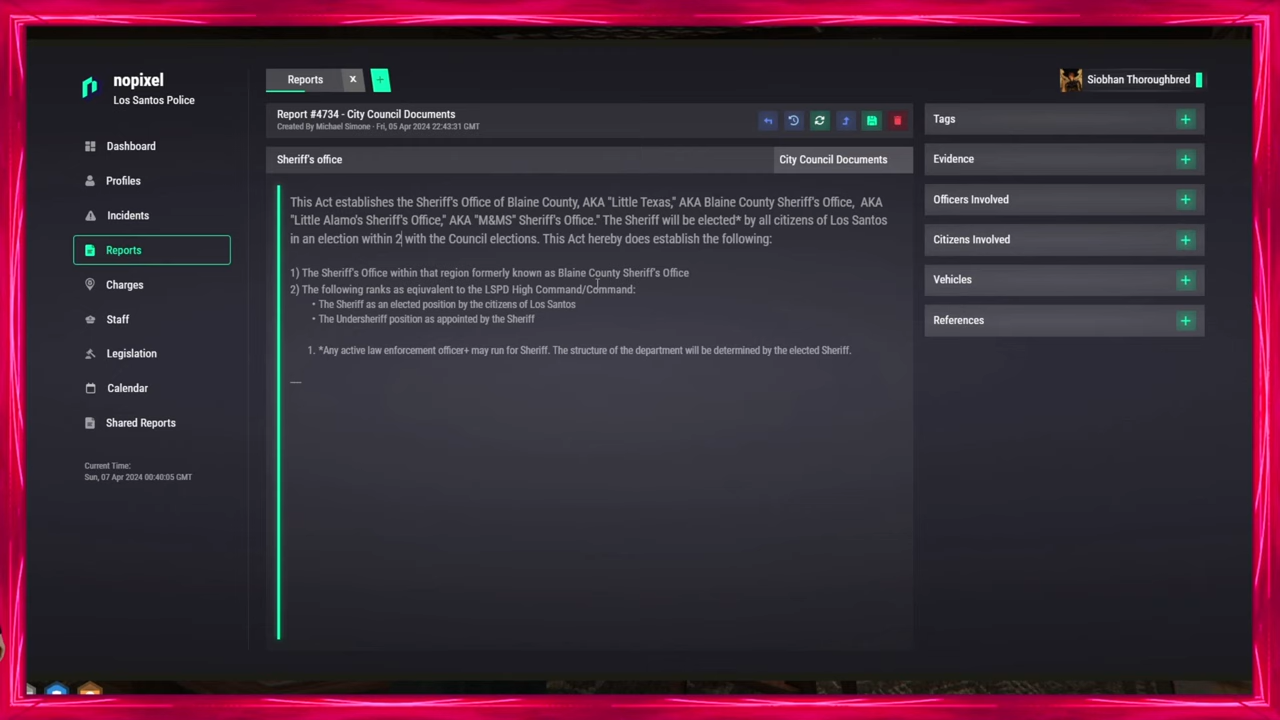 nopixel
Los Santos Police
Dashboard
Profiles
Incidents
Reports
Charges
Staff
Legislation
Calendar
Shared Reports
Current Time:
Sun, 07 Apr 2024 00:40:05 GMT
Reports x +
Siobhan Thoroughbred
Report #4734 - City Council Documents
Created By Michael Simone · Fri, 05 Apr 2024 22:43:31 GMT
Sheriff's office
City Council Documents
This Act establishes the Sheriff's Office of Blaine County, AKA "Little Texas," AKA Blaine County Sheriff's Office, AKA
"Little Alamo's Sheriff's Office," AKA "M&MS" Sheriff's Office." The Sheriff will be elected* by all citizens of Los Santos
in an election within 2 with the Council elections. This Act hereby does establish the following:
1) The Sheriff's Office within that region formerly known as Blaine County Sheriff's Office
2) The following ranks as eqiuvalent to the LSPD High Command/Command:
• The Sheriff as an elected position by the citizens of Los Santos
• The Undersheriff position as appointed by the Sheriff
1. *Any active law enforcement officer+ may run for Sheriff. The structure of the department will be determined by the elected Sheriff.
__
Tags +
Evidence +
Officers Involved +
Citizens Involved +
Vehicles +
References +